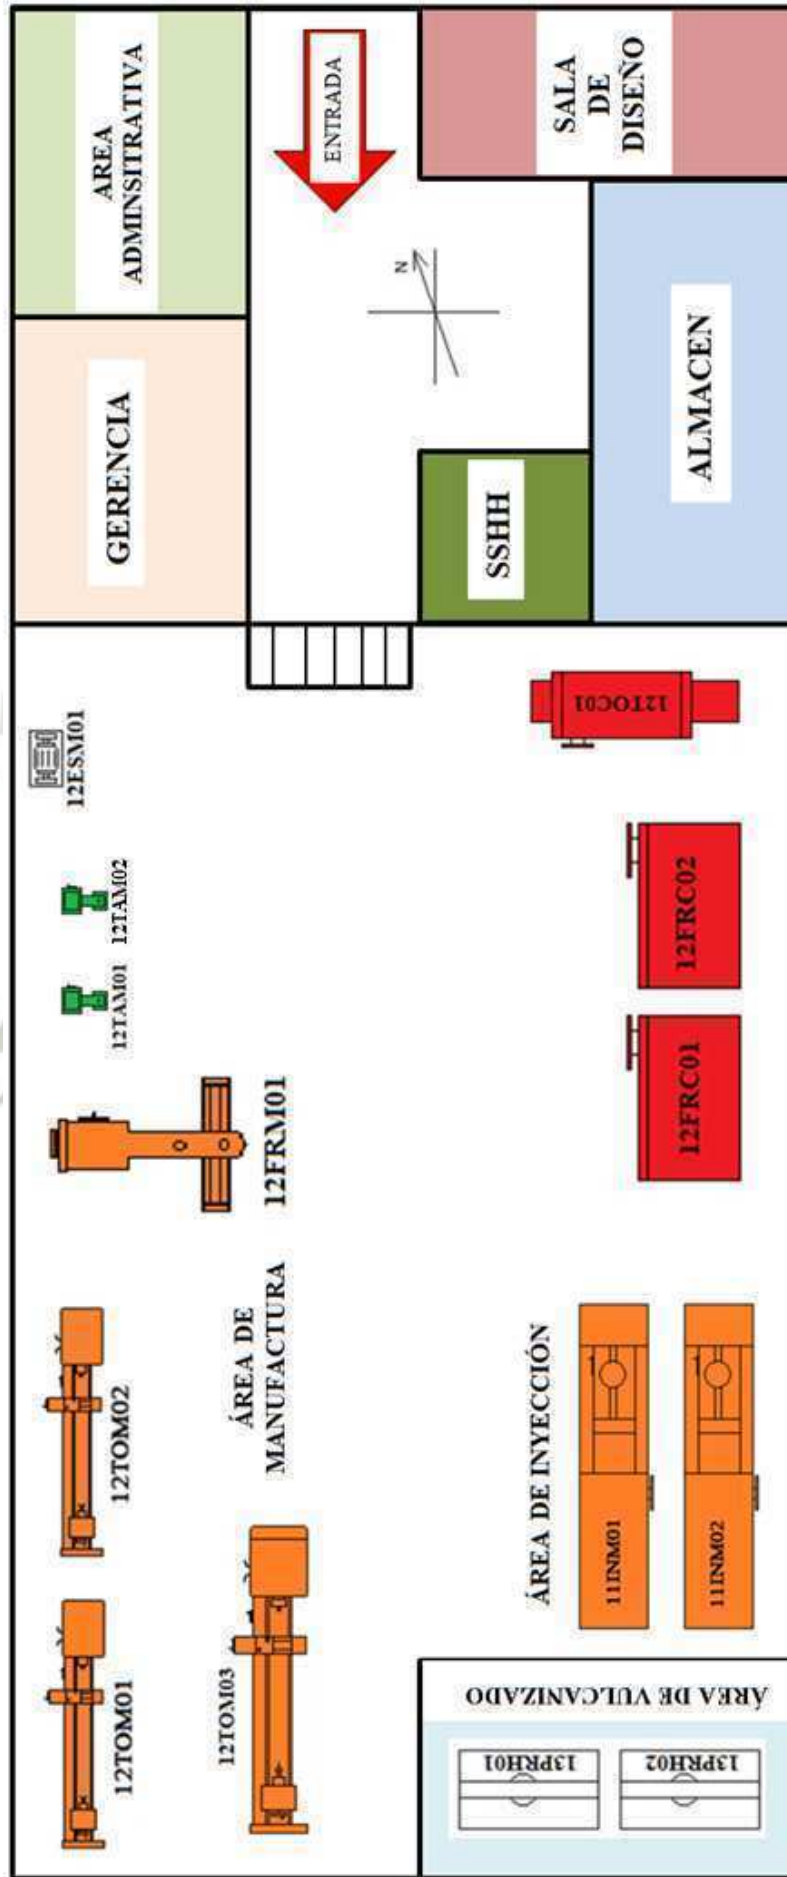 AREA
ADMINSITRATIVA
ENTRADA
SALA
DE
DISEÑO
N
GERENCIA
SSHH
ALMACEN
12ESM01
12TAM02
12TAM01
12FRM01
12TOC01
12FRC02
12FRC01
12TOM02
ÁREA DE
MANUFACTURA
12TOM01
12TOM03
ÁREA DE INYECCIÓN
11INM01
11INM02
ÁREA DE VULCANIZADO
13PRH01
13PRH02